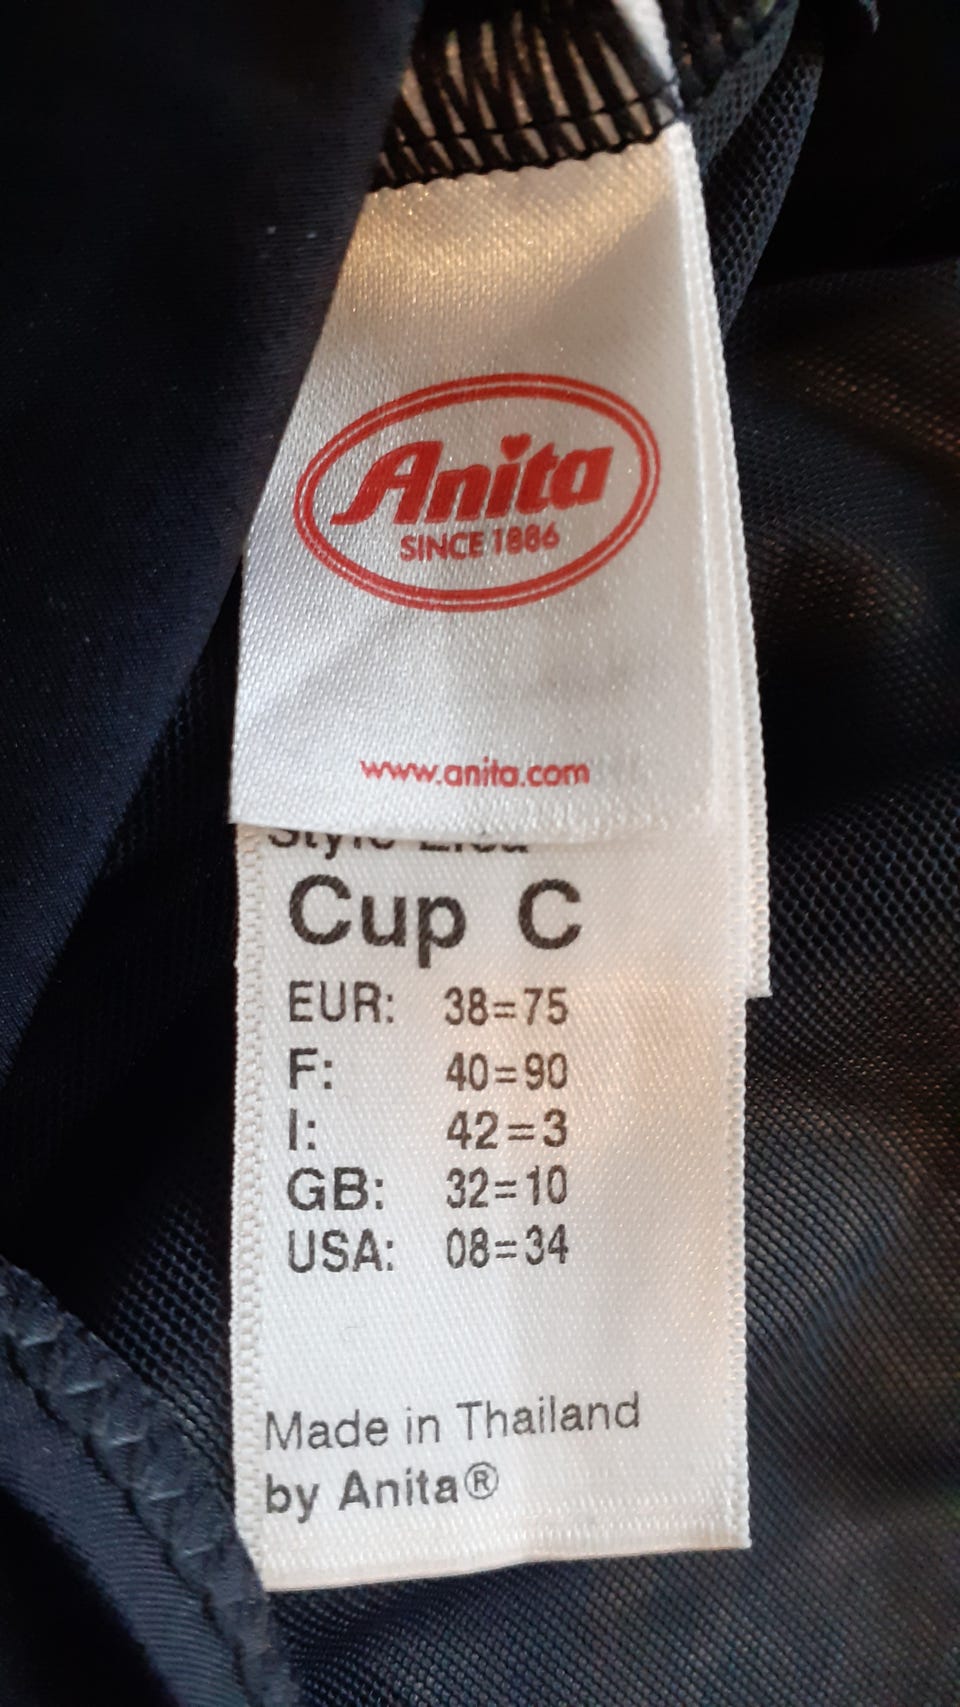 Anita
SINCE 1886
www.anita.com
Style
Cup C
EUR: 38=75
F: 40=90
I: 42=3
GB: 32=10
USA: 08=34
Made in Thailand
by Anita®